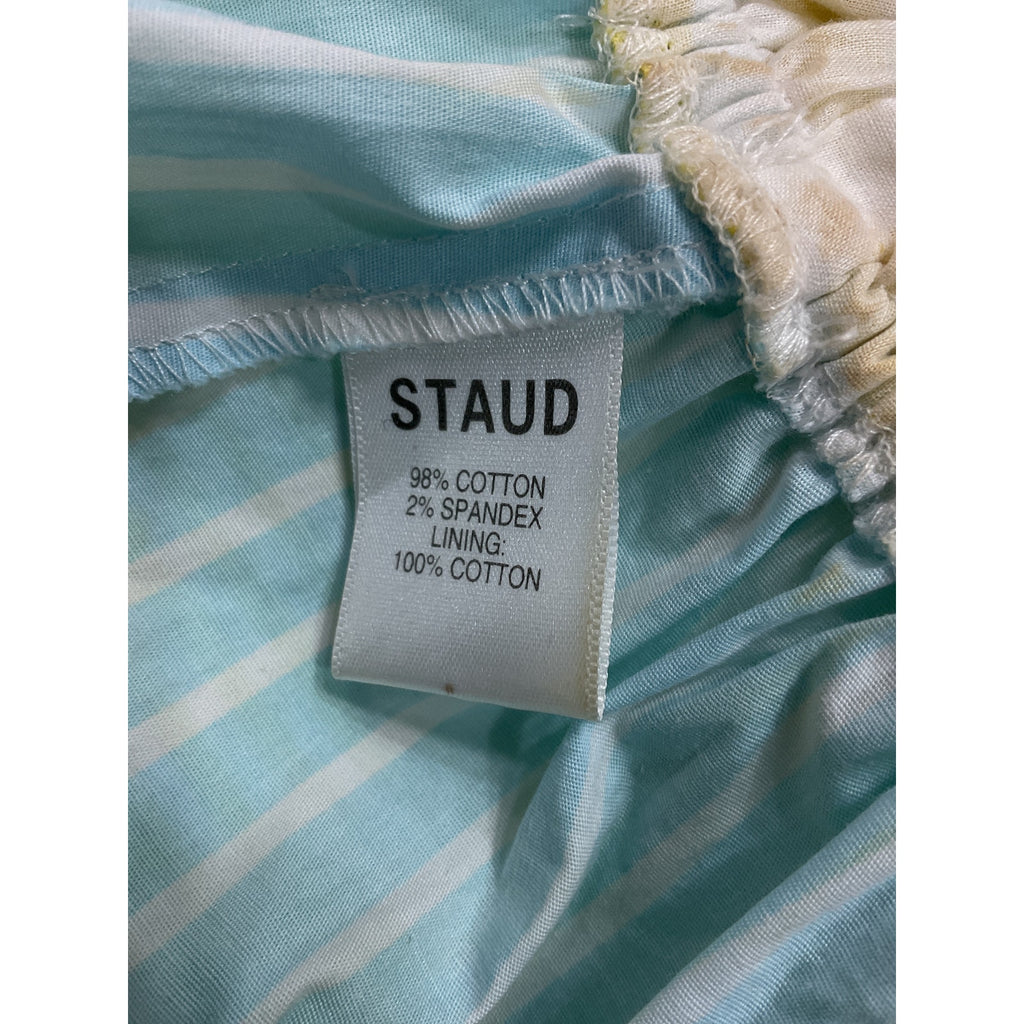 STAUD
98% COTTON
2% SPANDEX
LINING:
100% COTTON